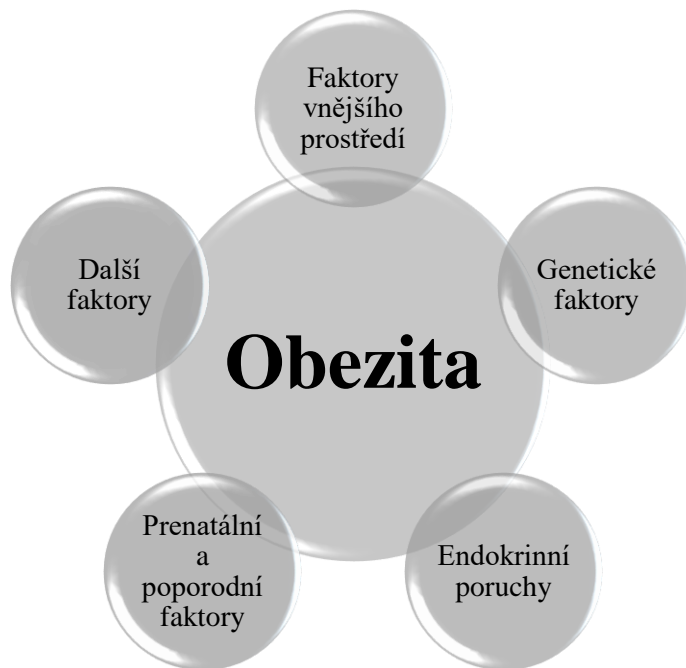 Faktory
vnějšího
prostředí
Další
faktory
Genetické
faktory
Obezita
Prenatální
a
poporodní
faktory
Endokrinní
poruchy